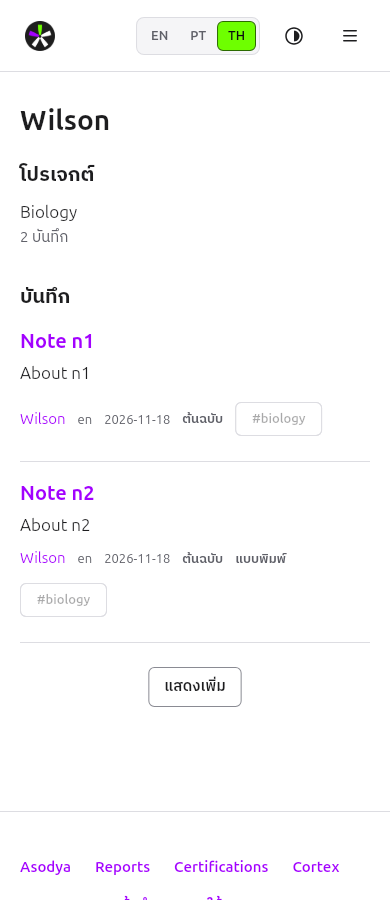 EN PT TH
Wilson
โปรเจกต์
Biology
2 บันทึก
บันทึก
Note n1
About n1
Wilson en 2026-11-18 ต้นฉบับ #biology
Note n2
About n2
Wilson en 2026-11-18 ต้นฉบับ แบบพิมพ์
#biology
แสดงเพิ่ม
Asodya Reports Certifications Cortex